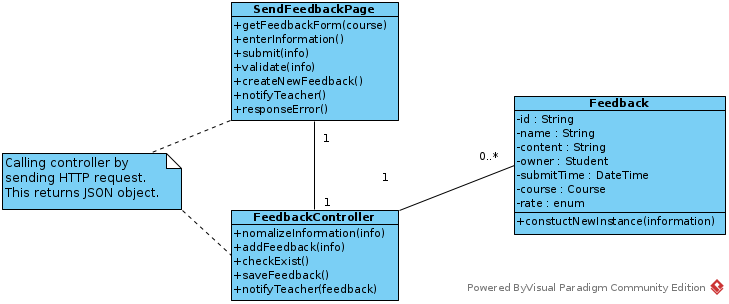 SendFeedbackPage
+getFeedbackForm(course)
+enterInformation()
+submit(info)
+validate(info)
+createNewFeedback()
+notifyTeacher()
+responseError()
1
1
Calling controller by
sending HTTP request.
This returns JSON object.
FeedbackController
+nomalizeInformation(info)
+addFeedback(info)
+checkExist()
+saveFeedback()
+notifyTeacher(feedback)
1
0..*
Feedback
-id : String
-name : String
-content : String
-owner : Student
-submitTime : DateTime
-course : Course
-rate : enum
+constuctNewInstance(information)
Powered ByVisual Paradigm Community Edition